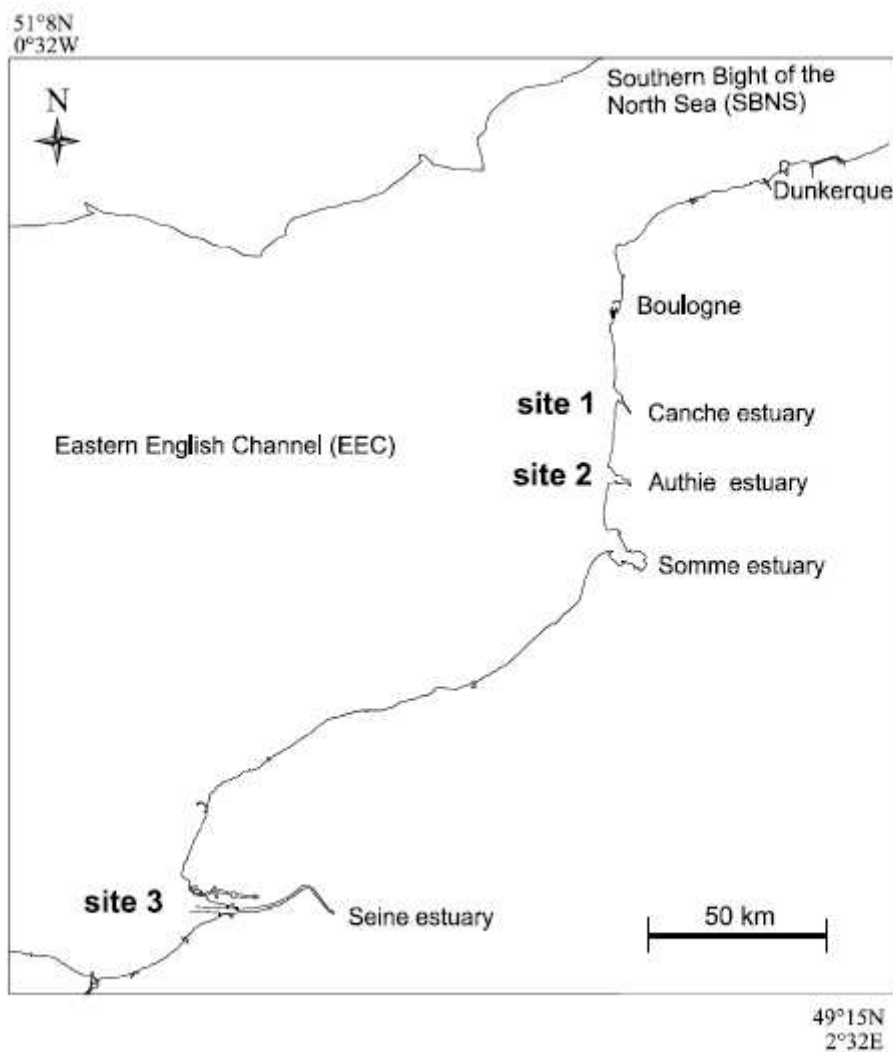 51°8N
0°32W
Southern Bight of the
North Sea (SBNS)
N
Dunkerque
Boulogne
site 1
Canche estuary
Eastern English Channel (EEC)
site 2
Authie estuary
Somme estuary
site 3
Seine estuary
50 km
49°15N
2°32E